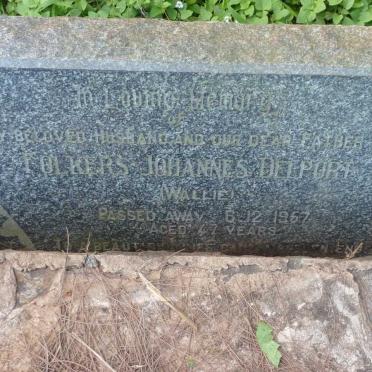 In Loving Memory
OF
MY BELOVED HUSBAND AND OUR DEAR FATHER
FOLKERS JOHANNES DELPORT
(WALLIE)
PASSED AWAY 6.12.1967
AGED 47 YEARS